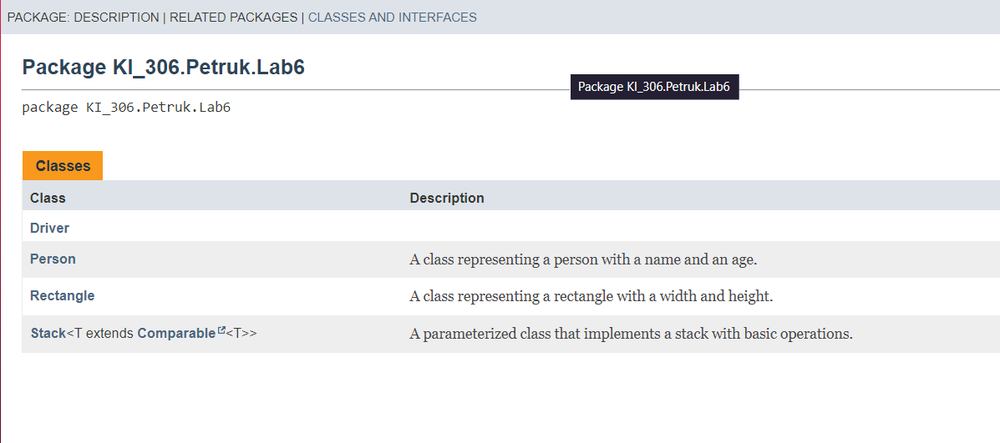 PACKAGE: DESCRIPTION | RELATED PACKAGES | CLASSES AND INTERFACES
Package KI_306.Petruk.Lab6
Package KI_306.Petruk.Lab6
package KI_306.Petruk.Lab6
Classes
Class Description
Driver
Person A class representing a person with a name and an age.
Rectangle A class representing a rectangle with a width and height.
Stack<T extends Comparable<T>> A parameterized class that implements a stack with basic operations.